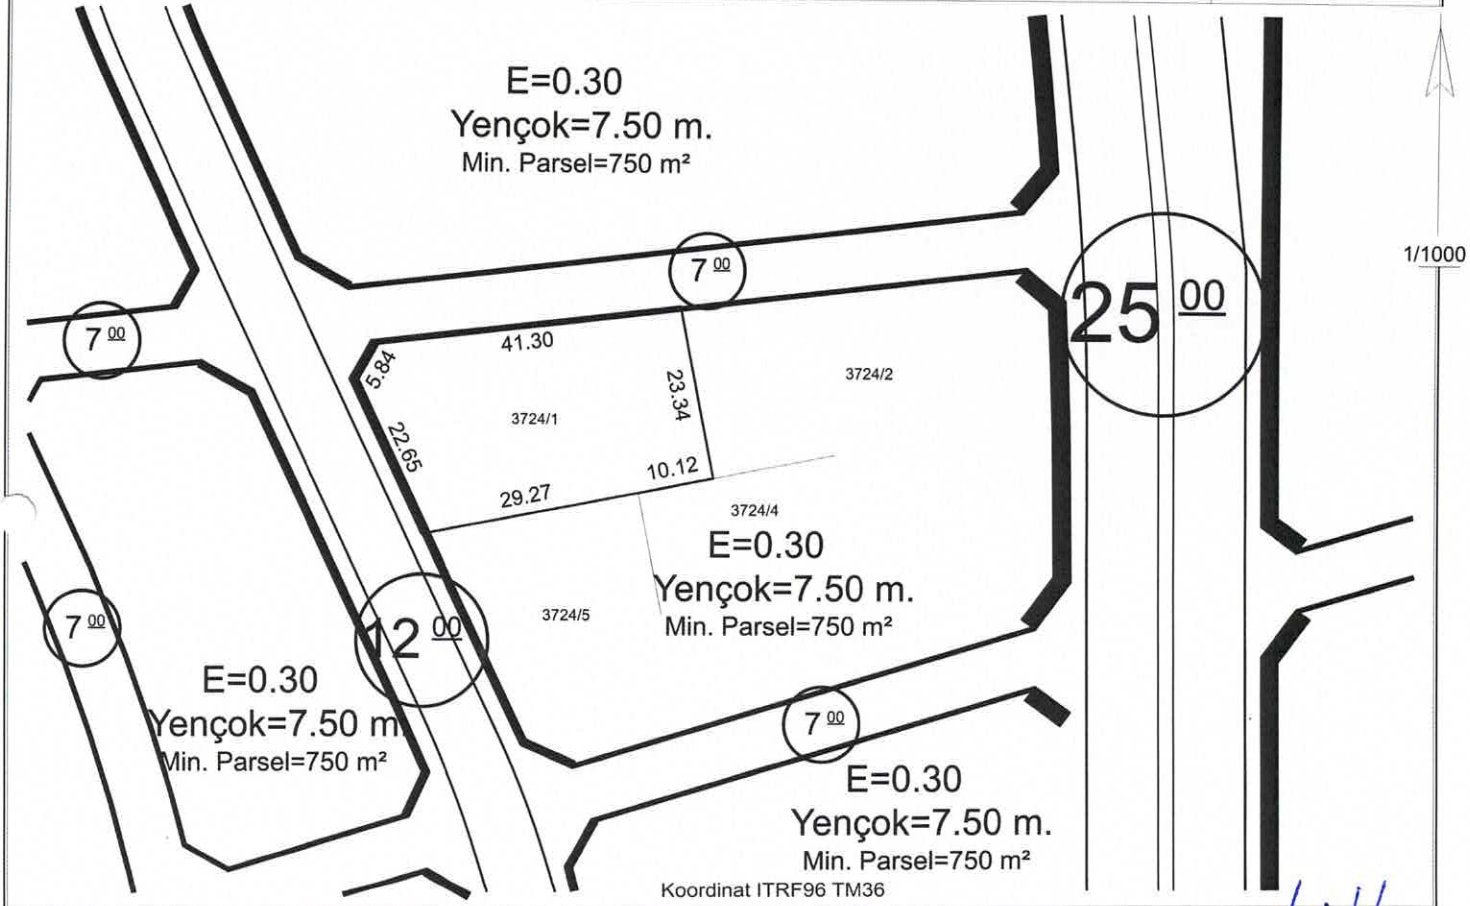 E=0.30
Yençok=7.50 m.
Min. Parsel=750 m²
1/1000
7 00
25 00
7 00
41.30
5.84
23.34
3724/2
3724/1
22.65
10.12
29.27
3724/4
E=0.30
Yençok=7.50 m.
Min. Parsel=750 m²
3724/5
7 00
12 00
E=0.30
Yençok=7.50 m.
Min. Parsel=750 m²
7 00
E=0.30
Yençok=7.50 m.
Min. Parsel=750 m²
Koordinat ITRF96 TM36